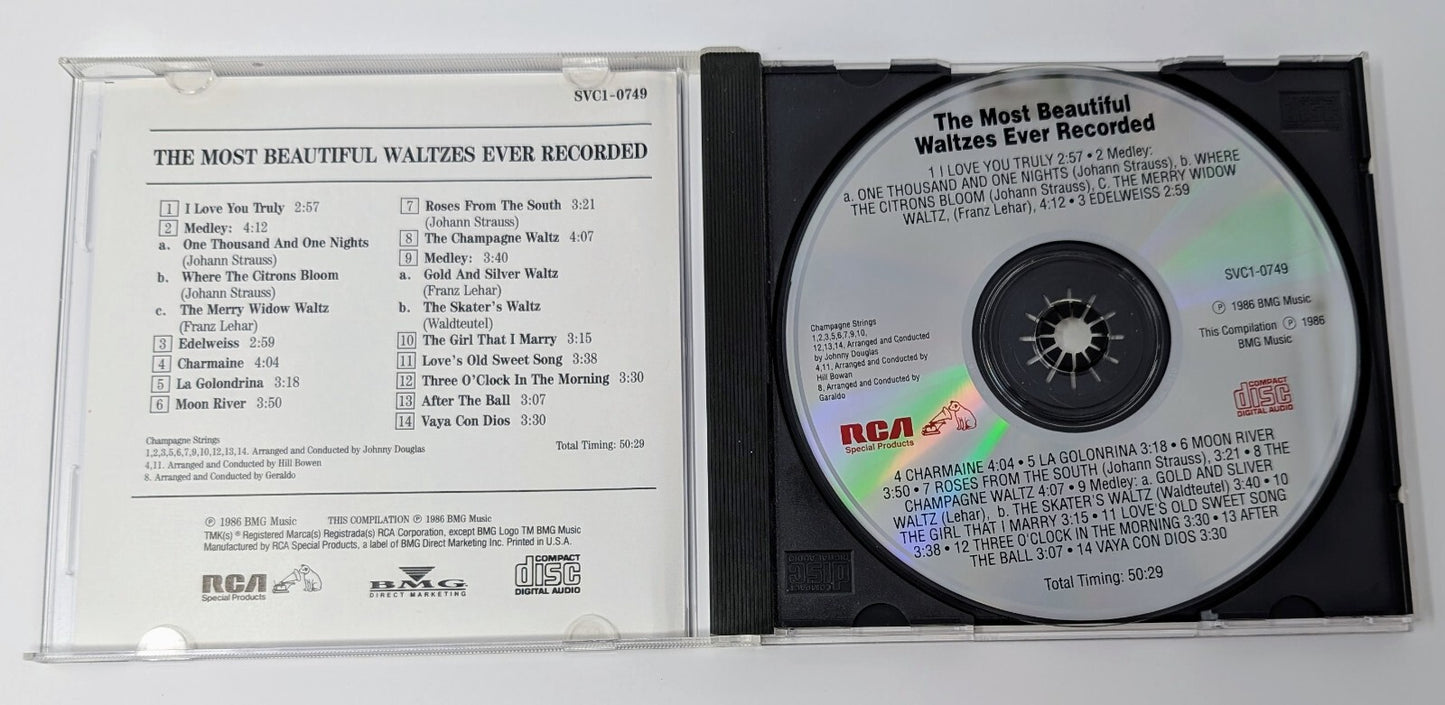 SVC1-0749
THE MOST BEAUTIFUL WALTZES EVER RECORDED
1 I Love You Truly 2:57
2 Medley: 4:12
a. One Thousand And One Nights
(Johann Strauss)
b. Where The Citrons Bloom
(Johann Strauss)
c. The Merry Widow Waltz
(Franz Lehar)
3 Edelweiss 2:59
4 Charmaine 4:04
5 La Golondrina 3:18
6 Moon River 3:50
7 Roses From The South 3:21
(Johann Strauss)
8 The Champagne Waltz 4:07
9 Medley: 3:40
a. Gold And Silver Waltz
(Franz Lehar)
b. The Skater's Waltz
(Waldteutel)
10 The Girl That I Marry 3:15
11 Love's Old Sweet Song 3:38
12 Three O'Clock In The Morning 3:30
13 After The Ball 3:07
14 Vaya Con Dios 3:30
Champagne Strings
1,2,3,5,6,7,9,10,12,13,14. Arranged and Conducted by Johnny Douglas
4,11. Arranged and Conducted by Hill Bowen
8. Arranged and Conducted by Geraldo
Total Timing: 50:29
℗ 1986 BMG Music THIS COMPILATION ℗ 1986 BMG Music
TMK(s) ® Registered Marca(s) Registrada(s) RCA Corporation, except BMG Logo TM BMG Music
Manufactured by RCA Special Products, a label of BMG Direct Marketing Inc. Printed in U.S.A.
RCA
Special Products
BMG
DIRECT MARKETING
COMPACT
disc
DIGITAL AUDIO
The Most Beautiful
Waltzes Ever Recorded
1 I LOVE YOU TRULY 2:57 • 2 Medley:
a. ONE THOUSAND AND ONE NIGHTS (Johann Strauss), b. WHERE
THE CITRONS BLOOM (Johann Strauss), C. THE MERRY WIDOW
WALTZ, (Franz Lehar), 4:12 • 3 EDELWEISS 2:59
SVC1-0749
℗ 1986 BMG Music
This Compilation ℗ 1986
BMG Music
Champagne Strings
1,2,3,5,6,7,9,10,
12,13,14, Arranged and Conducted
by Johnny Douglas
4,11, Arranged and Conducted by
Hill Bowan
8, Arranged and Conducted by
Garaldo
RCA
Special Products
COMPACT
disc
DIGITAL AUDIO
4 CHARMAINE 4:04 • 5 LA GOLONRINA 3:18 • 6 MOON RIVER
3:50 • 7 ROSES FROM THE SOUTH (Johann Strauss), 3:21 • 8 THE
CHAMPAGNE WALTZ 4:07 • 9 Medley: a. GOLD AND SLIVER
WALTZ (Lehar), b. THE SKATER'S WALTZ (Waldteutel) 3:40 • 10
THE GIRL THAT I MARRY 3:15 • 11 LOVE'S OLD SWEET SONG
3:38 • 12 THREE O'CLOCK IN THE MORNING 3:30 • 13 AFTER
THE BALL 3:07 • 14 VAYA CON DIOS 3:30
Total Timing: 50:29
COMPACT
disc
DIGITAL AUDIO